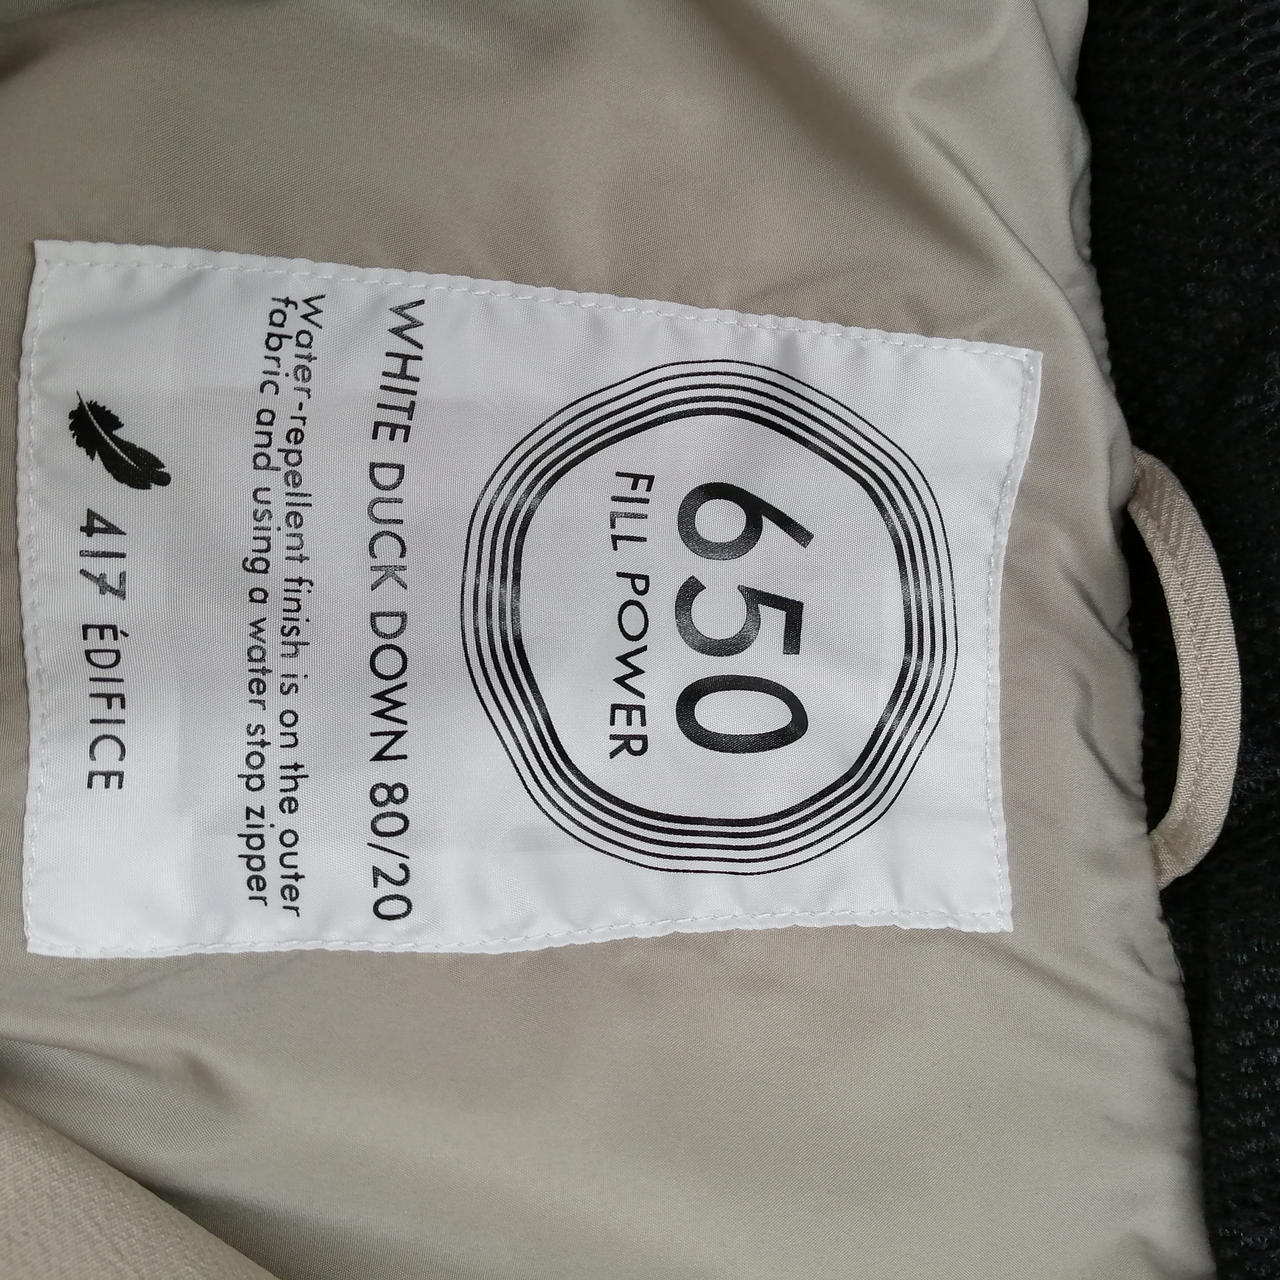 650
FILL POWER
WHITE DUCK DOWN 80/20
Water-repellent finish is on the outer
fabric and using a water stop zipper
417 ÉDIFICE